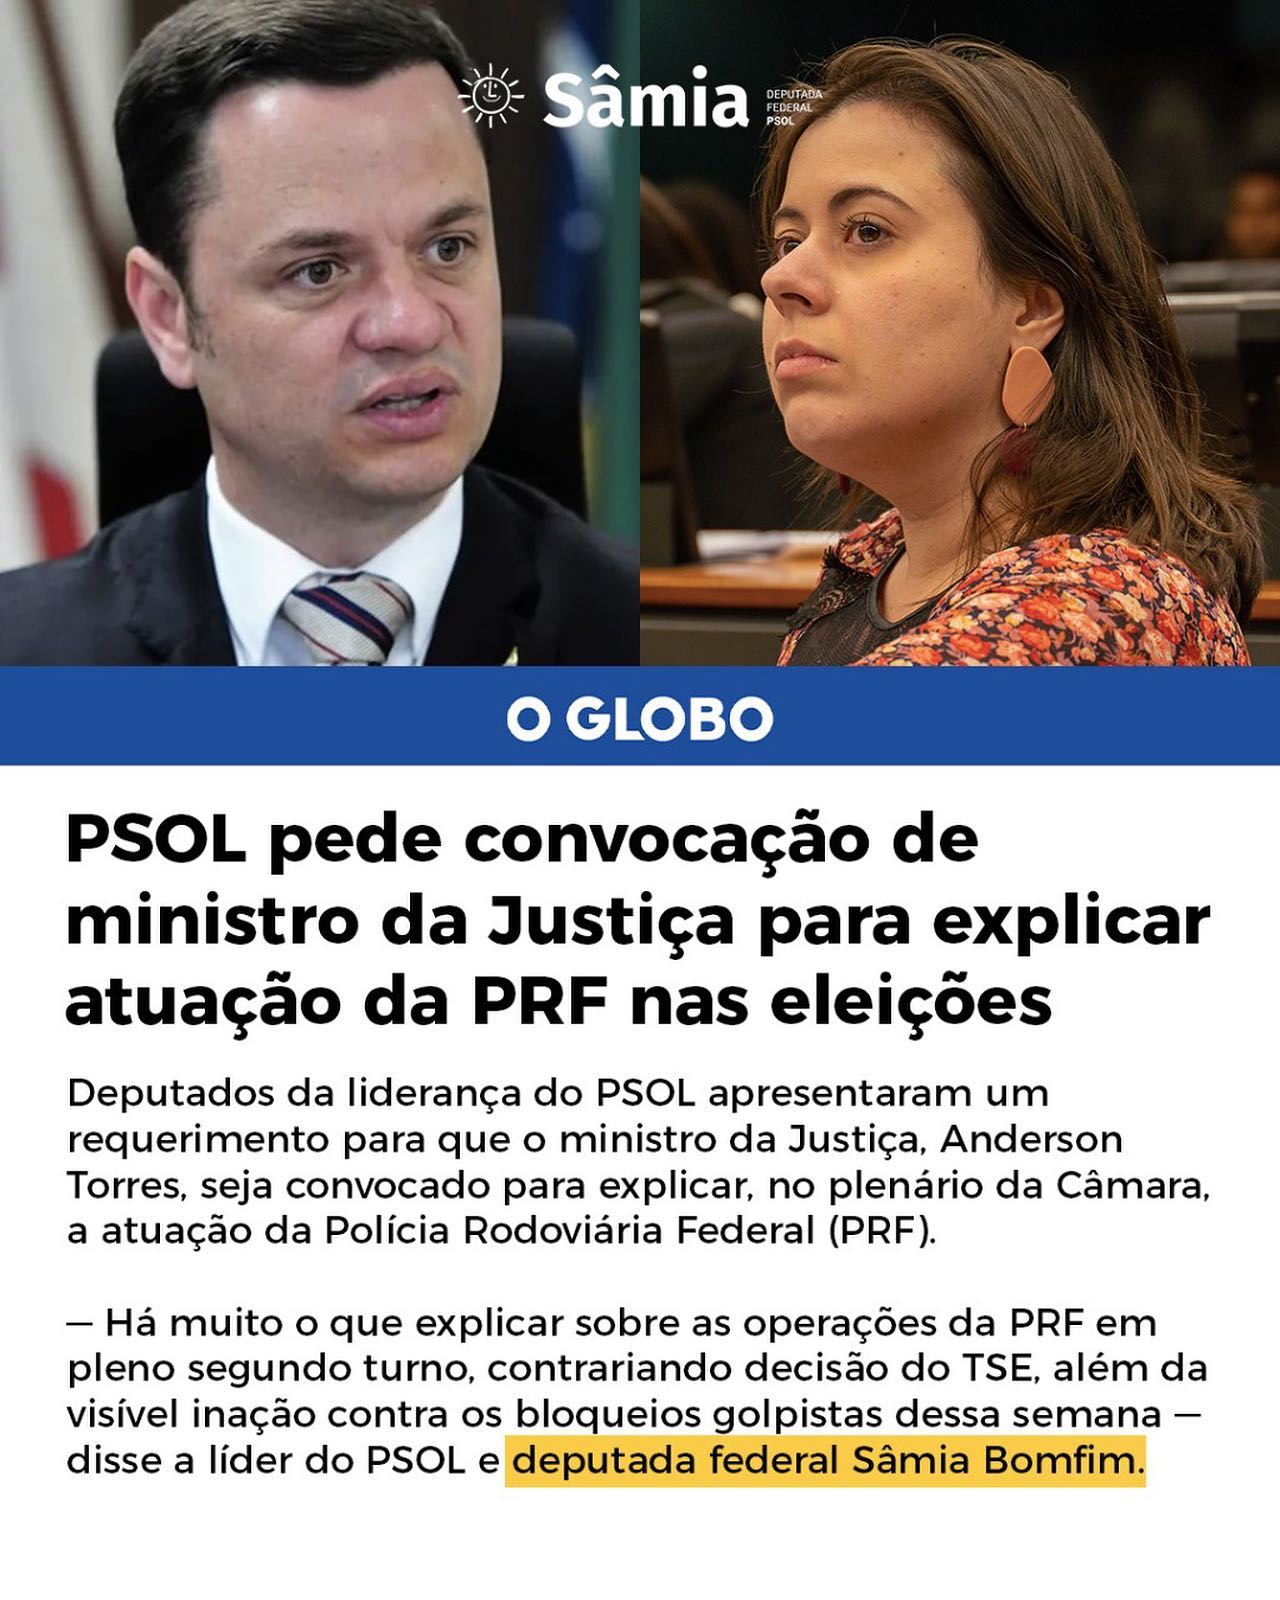 Sâmia
DEPUTADA
FEDERAL
PSOL
O GLOBO
PSOL pede convocação de
ministro da Justiça para explicar
atuação da PRF nas eleições
Deputados da liderança do PSOL apresentaram um
requerimento para que o ministro da Justiça, Anderson
Torres, seja convocado para explicar, no plenário da Câmara,
a atuação da Polícia Rodoviária Federal (PRF).
— Há muito o que explicar sobre as operações da PRF em
pleno segundo turno, contrariando decisão do TSE, além da
visível inação contra os bloqueios golpistas dessa semana —
disse a líder do PSOL e deputada federal Sâmia Bomfim.